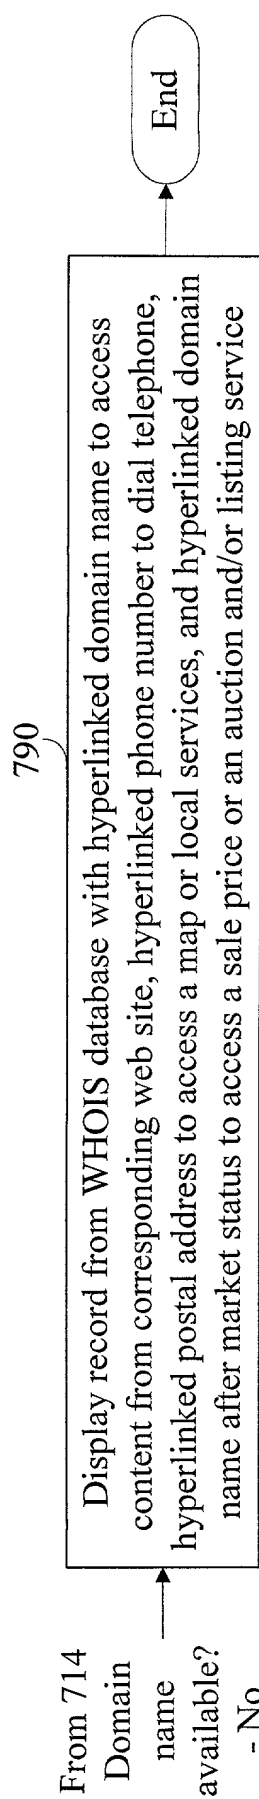 From 714
Domain
name
available?
- No
790
Display record from WHOIS database with hyperlinked domain name to access
content from corresponding web site, hyperlinked phone number to dial telephone,
hyperlinked postal address to access a map or local services, and hyperlinked domain
name after market status to access a sale price or an auction and/or listing service
End